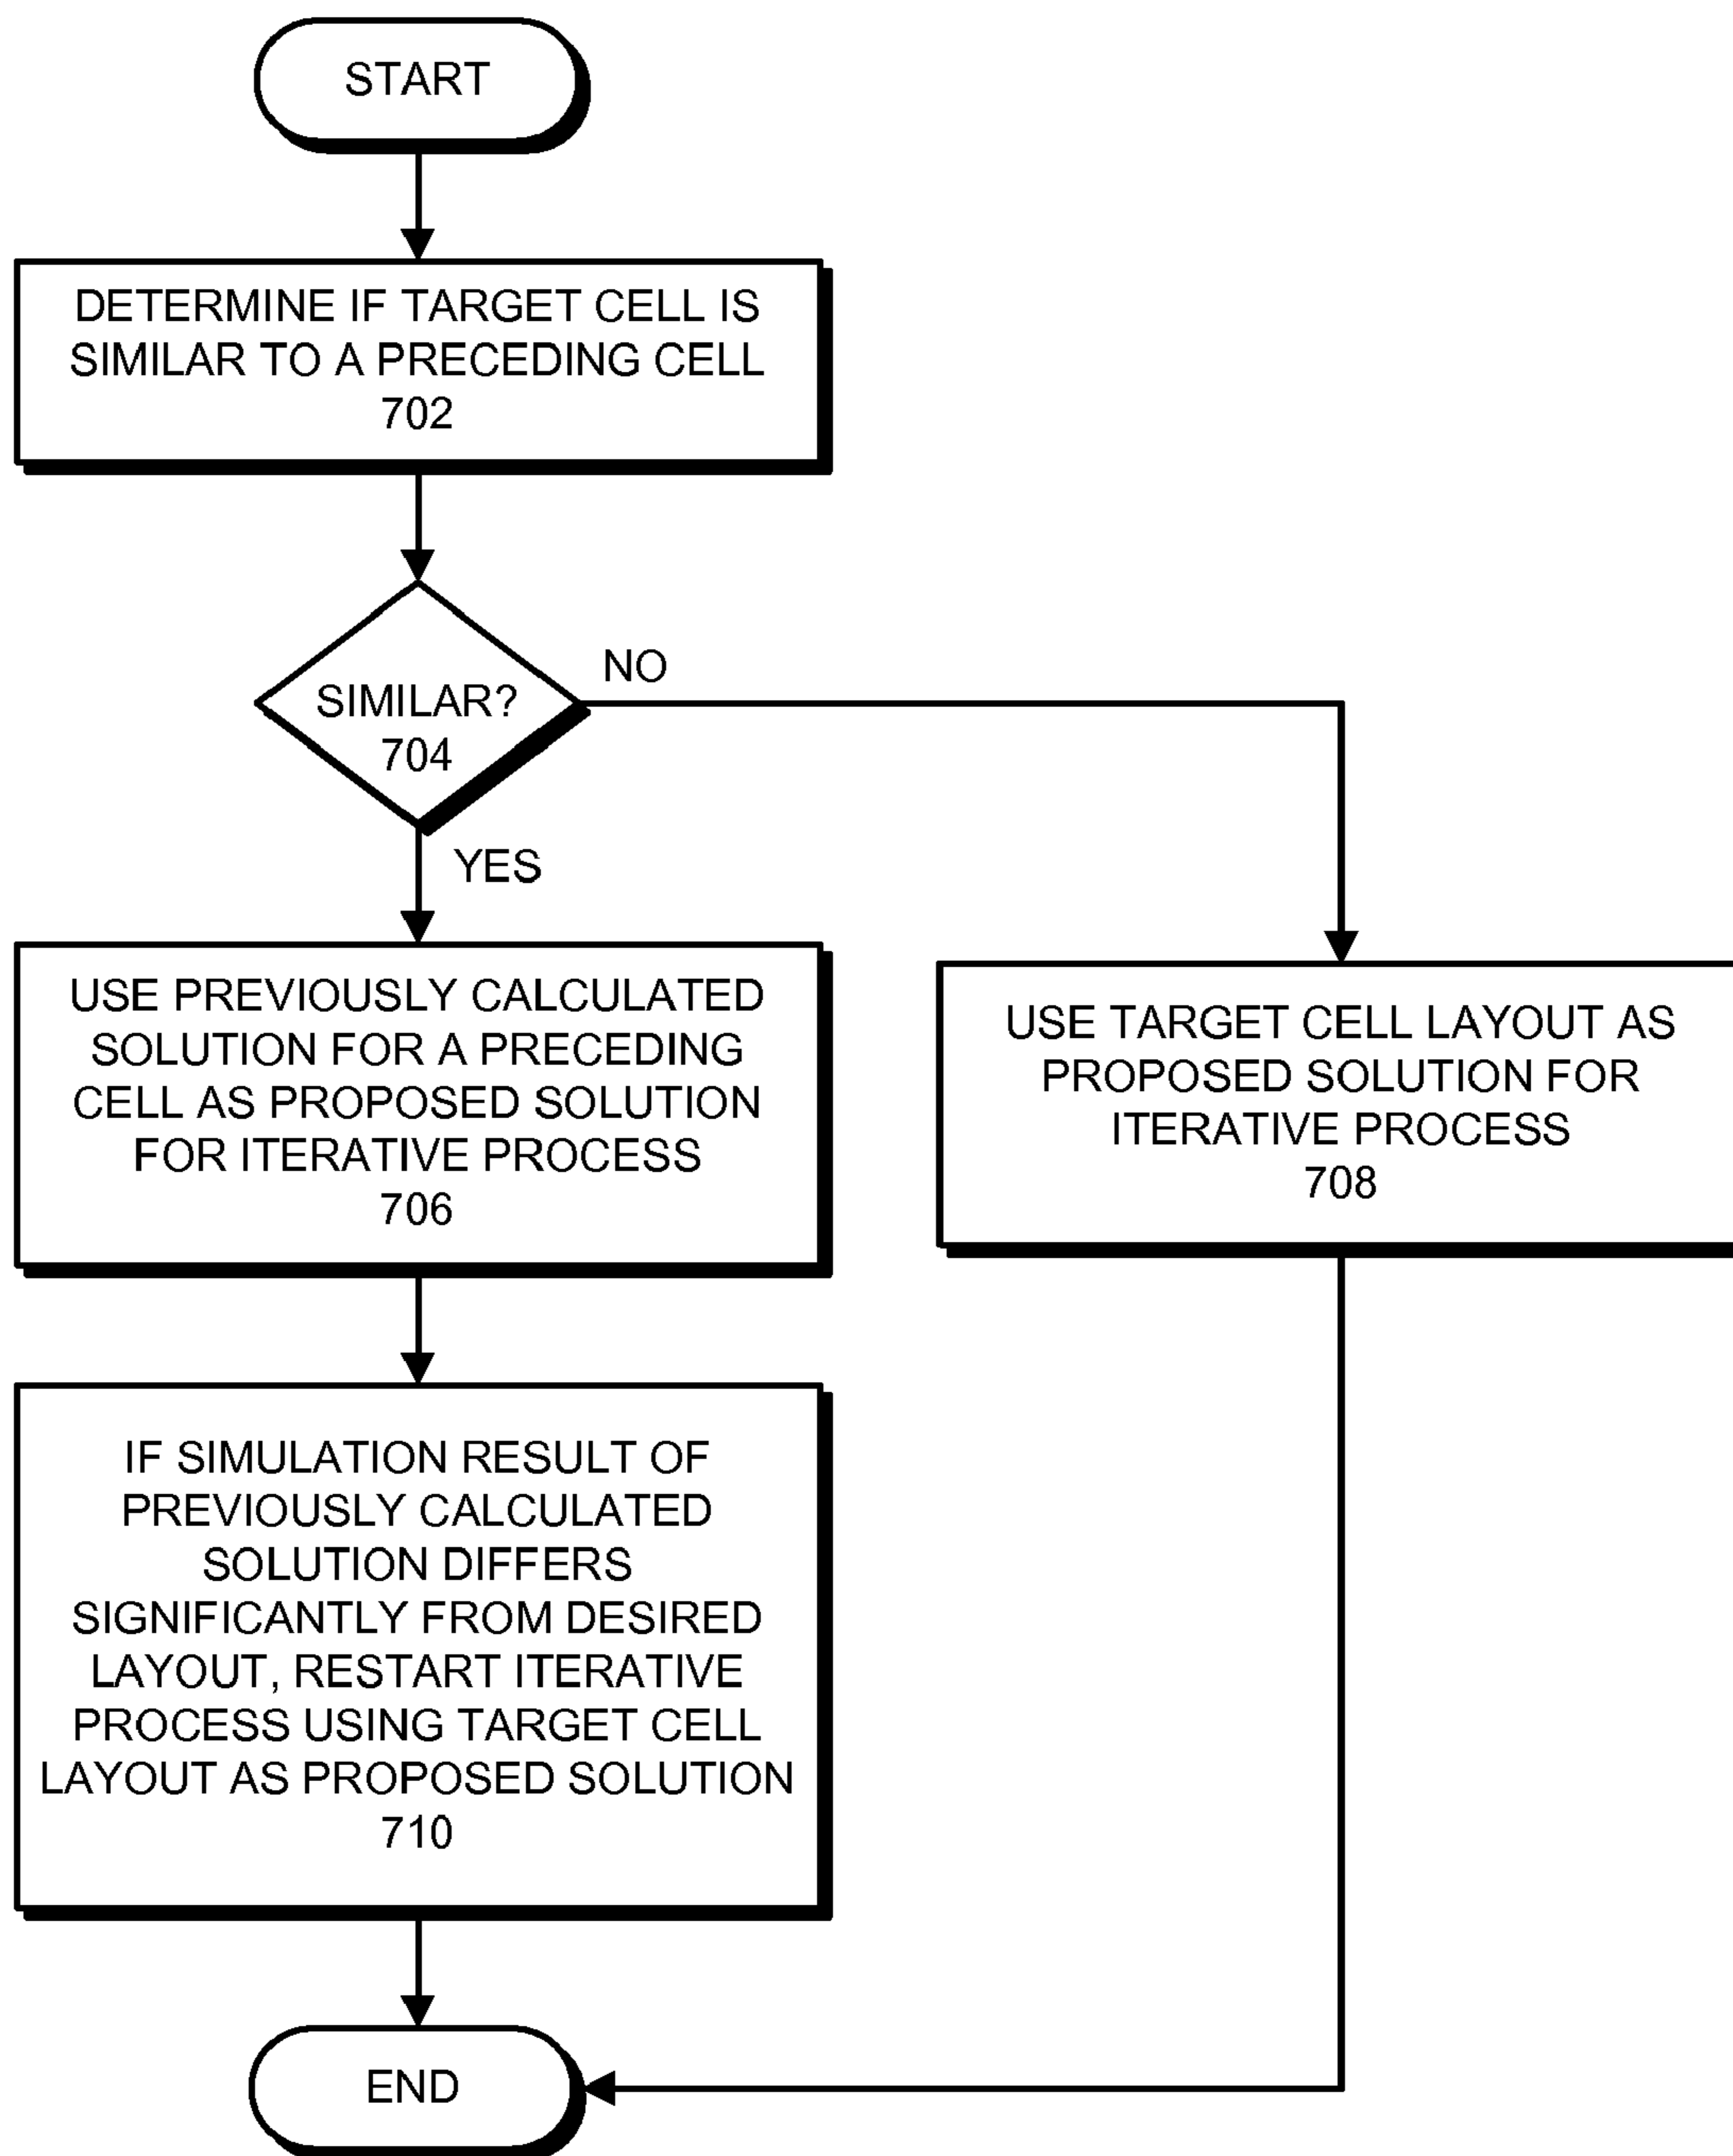 START
DETERMINE IF TARGET CELL IS
SIMILAR TO A PRECEDING CELL
702
SIMILAR?
704
NO
YES
USE PREVIOUSLY CALCULATED
SOLUTION FOR A PRECEDING
CELL AS PROPOSED SOLUTION
FOR ITERATIVE PROCESS
706
USE TARGET CELL LAYOUT AS
PROPOSED SOLUTION FOR
ITERATIVE PROCESS
708
IF SIMULATION RESULT OF
PREVIOUSLY CALCULATED
SOLUTION DIFFERS
SIGNIFICANTLY FROM DESIRED
LAYOUT, RESTART ITERATIVE
PROCESS USING TARGET CELL
LAYOUT AS PROPOSED SOLUTION
710
END